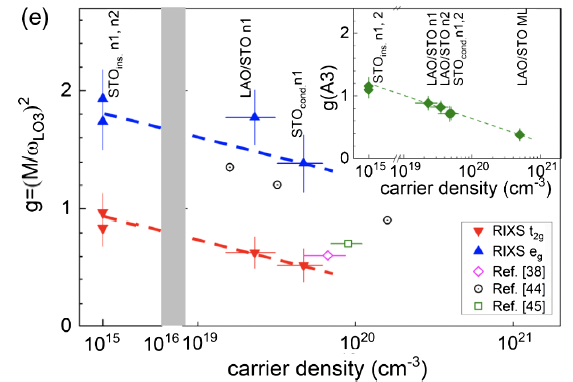 (e)
g=(M/ω_LO3)^2
2
1
0
STO_ins. n1, n2
LAO/STO n1
STO_cond n1
10^15
10^16
10^19
10^20
10^21
carrier density (cm^-3)
g(A3)
2
1
0
STO_ins. n1, 2
LAO/STO n1
LAO/STO n2
STO_cond n1,2
LAO/STO ML
10^15
10^19
10^20
10^21
carrier density (cm^-3)
RIXS t_2g
RIXS e_g
Ref. [38]
Ref. [44]
Ref. [45]